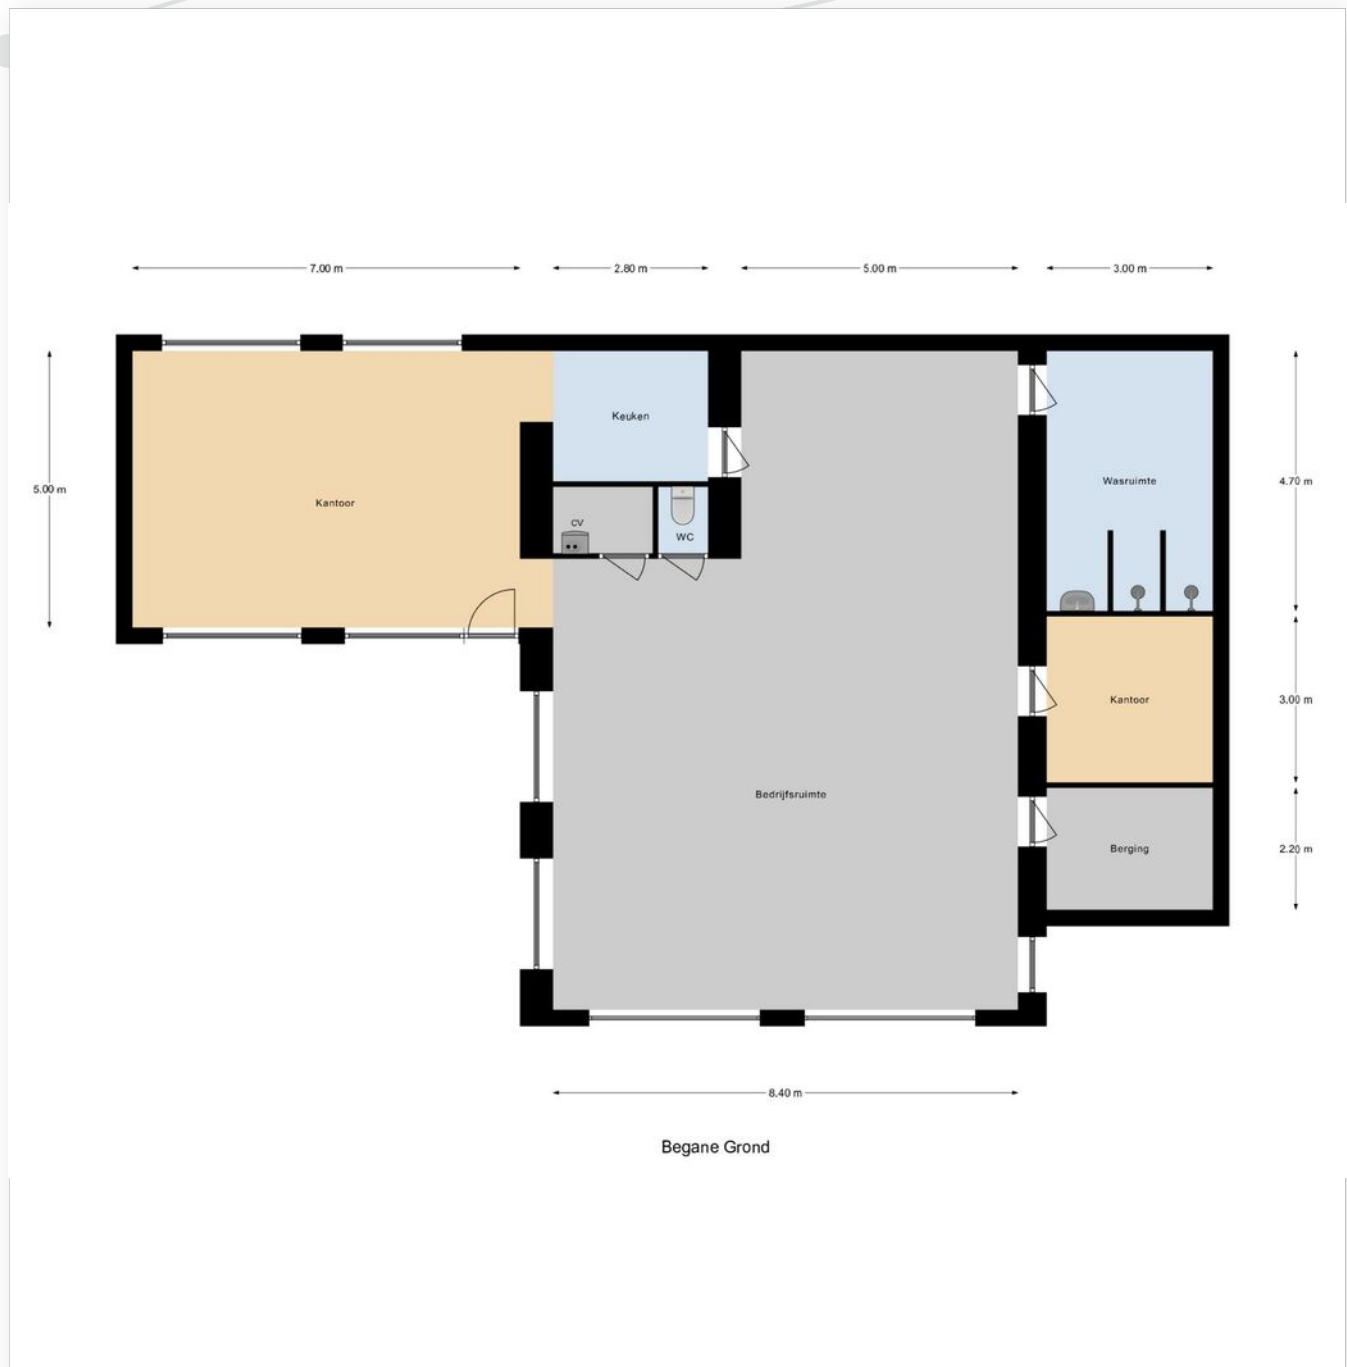 7.00 m
2.80 m
5.00 m
3.00 m
Keuken
5.00 m
Kantoor
Wasruimte
4.70 m
CV
WC
Kantoor
3.00 m
Bedrijfsruimte
Berging
2.20 m
8.40 m
Begane Grond